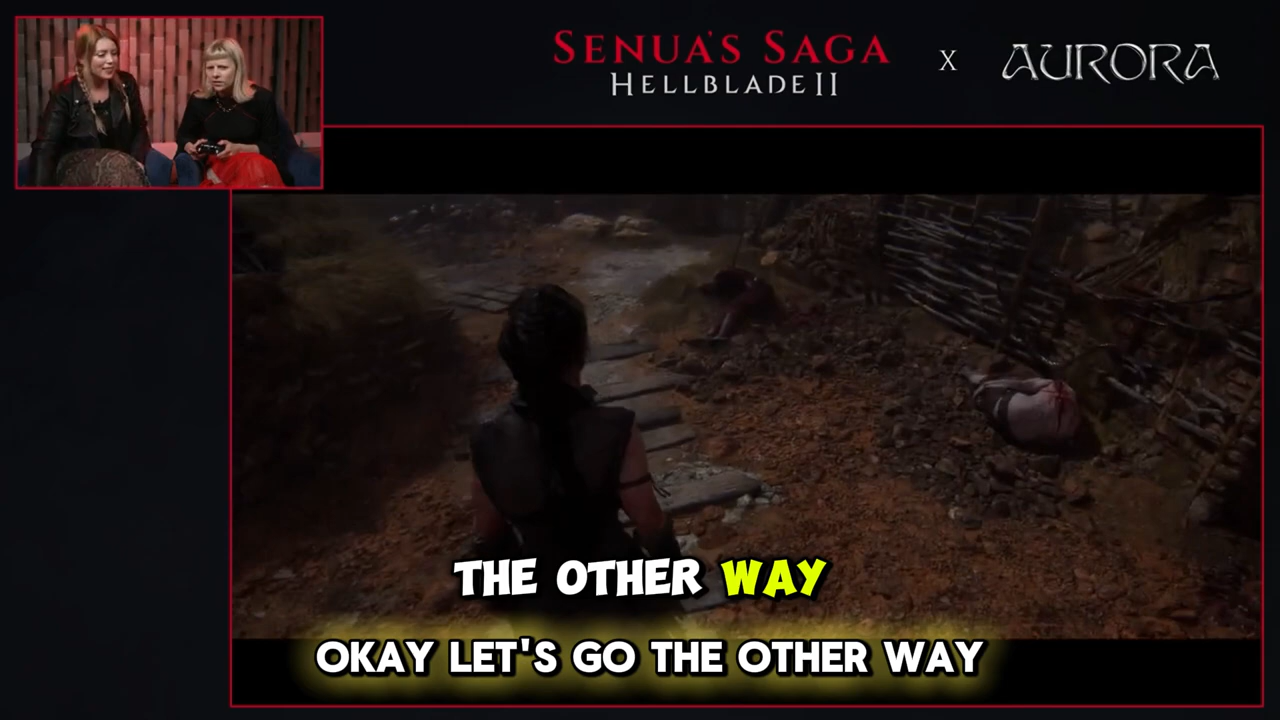 SENUA'S SAGA
HELLBLADE II
X
AURORA
THE OTHER WAY
OKAY LET'S GO THE OTHER WAY